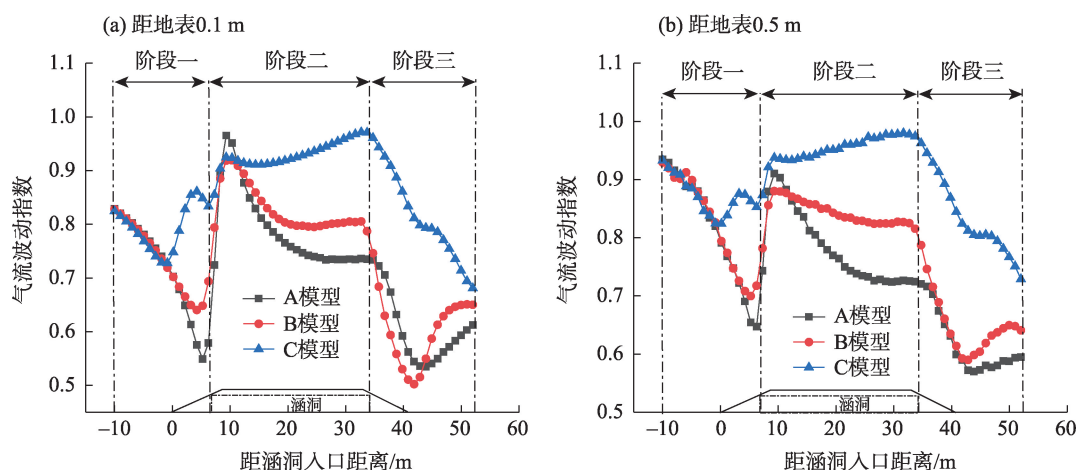 (a) 距地表0.1 m
阶段一
阶段二
阶段三
1.1
1.0
0.9
0.8
0.7
0.6
0.5
气流波动指数
A模型
B模型
C模型
涵洞
–10
0
10
20
30
40
50
60
距涵洞入口距离/m
(b) 距地表0.5 m
阶段一
阶段二
阶段三
1.1
1.0
0.9
0.8
0.7
0.6
0.5
气流波动指数
A模型
B模型
C模型
涵洞
–10
0
10
20
30
40
50
60
距涵洞入口距离/m